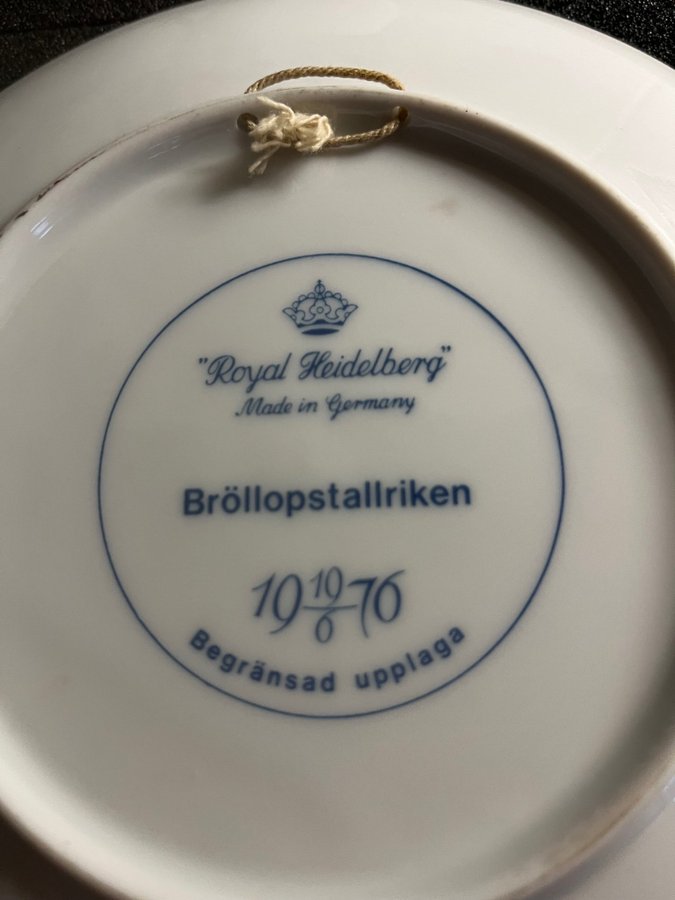 "Royal Heidelberg"
Made in Germany
Bröllopstallriken
19 19/6 76
Begränsad upplaga